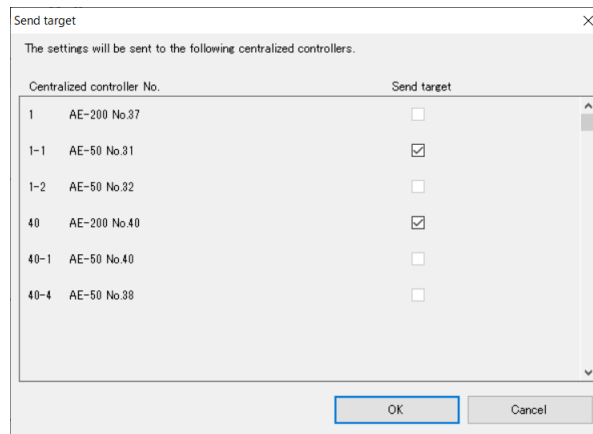 Send target
The settings will be sent to the following centralized controllers.
Centralized controller No. Send target
1 AE-200 No.37
1-1 AE-50 No.31
1-2 AE-50 No.32
40 AE-200 No.40
40-1 AE-50 No.40
40-4 AE-50 No.38
OK Cancel